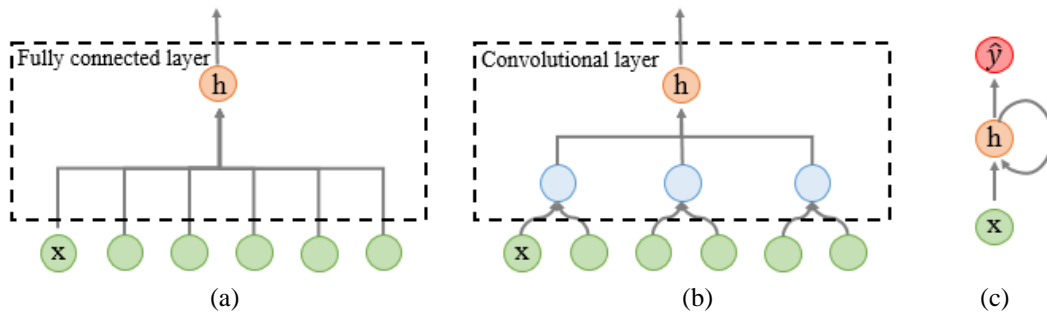 Fully connected layer
h
x
(a)
Convolutional layer
h
x
(b)
ŷ
h
x
(c)